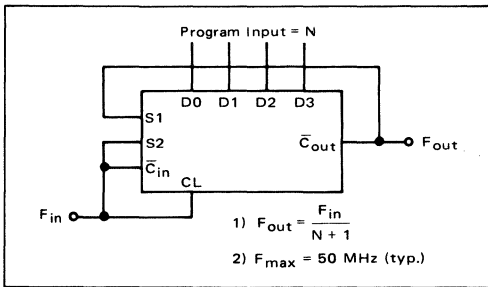 Program Input = N
D0 D1 D2 D3
S1
S2
C̅in
C̅out
CL
Fin
Fout
1) Fout = Fin / N + 1
2) Fmax = 50 MHz (typ.)